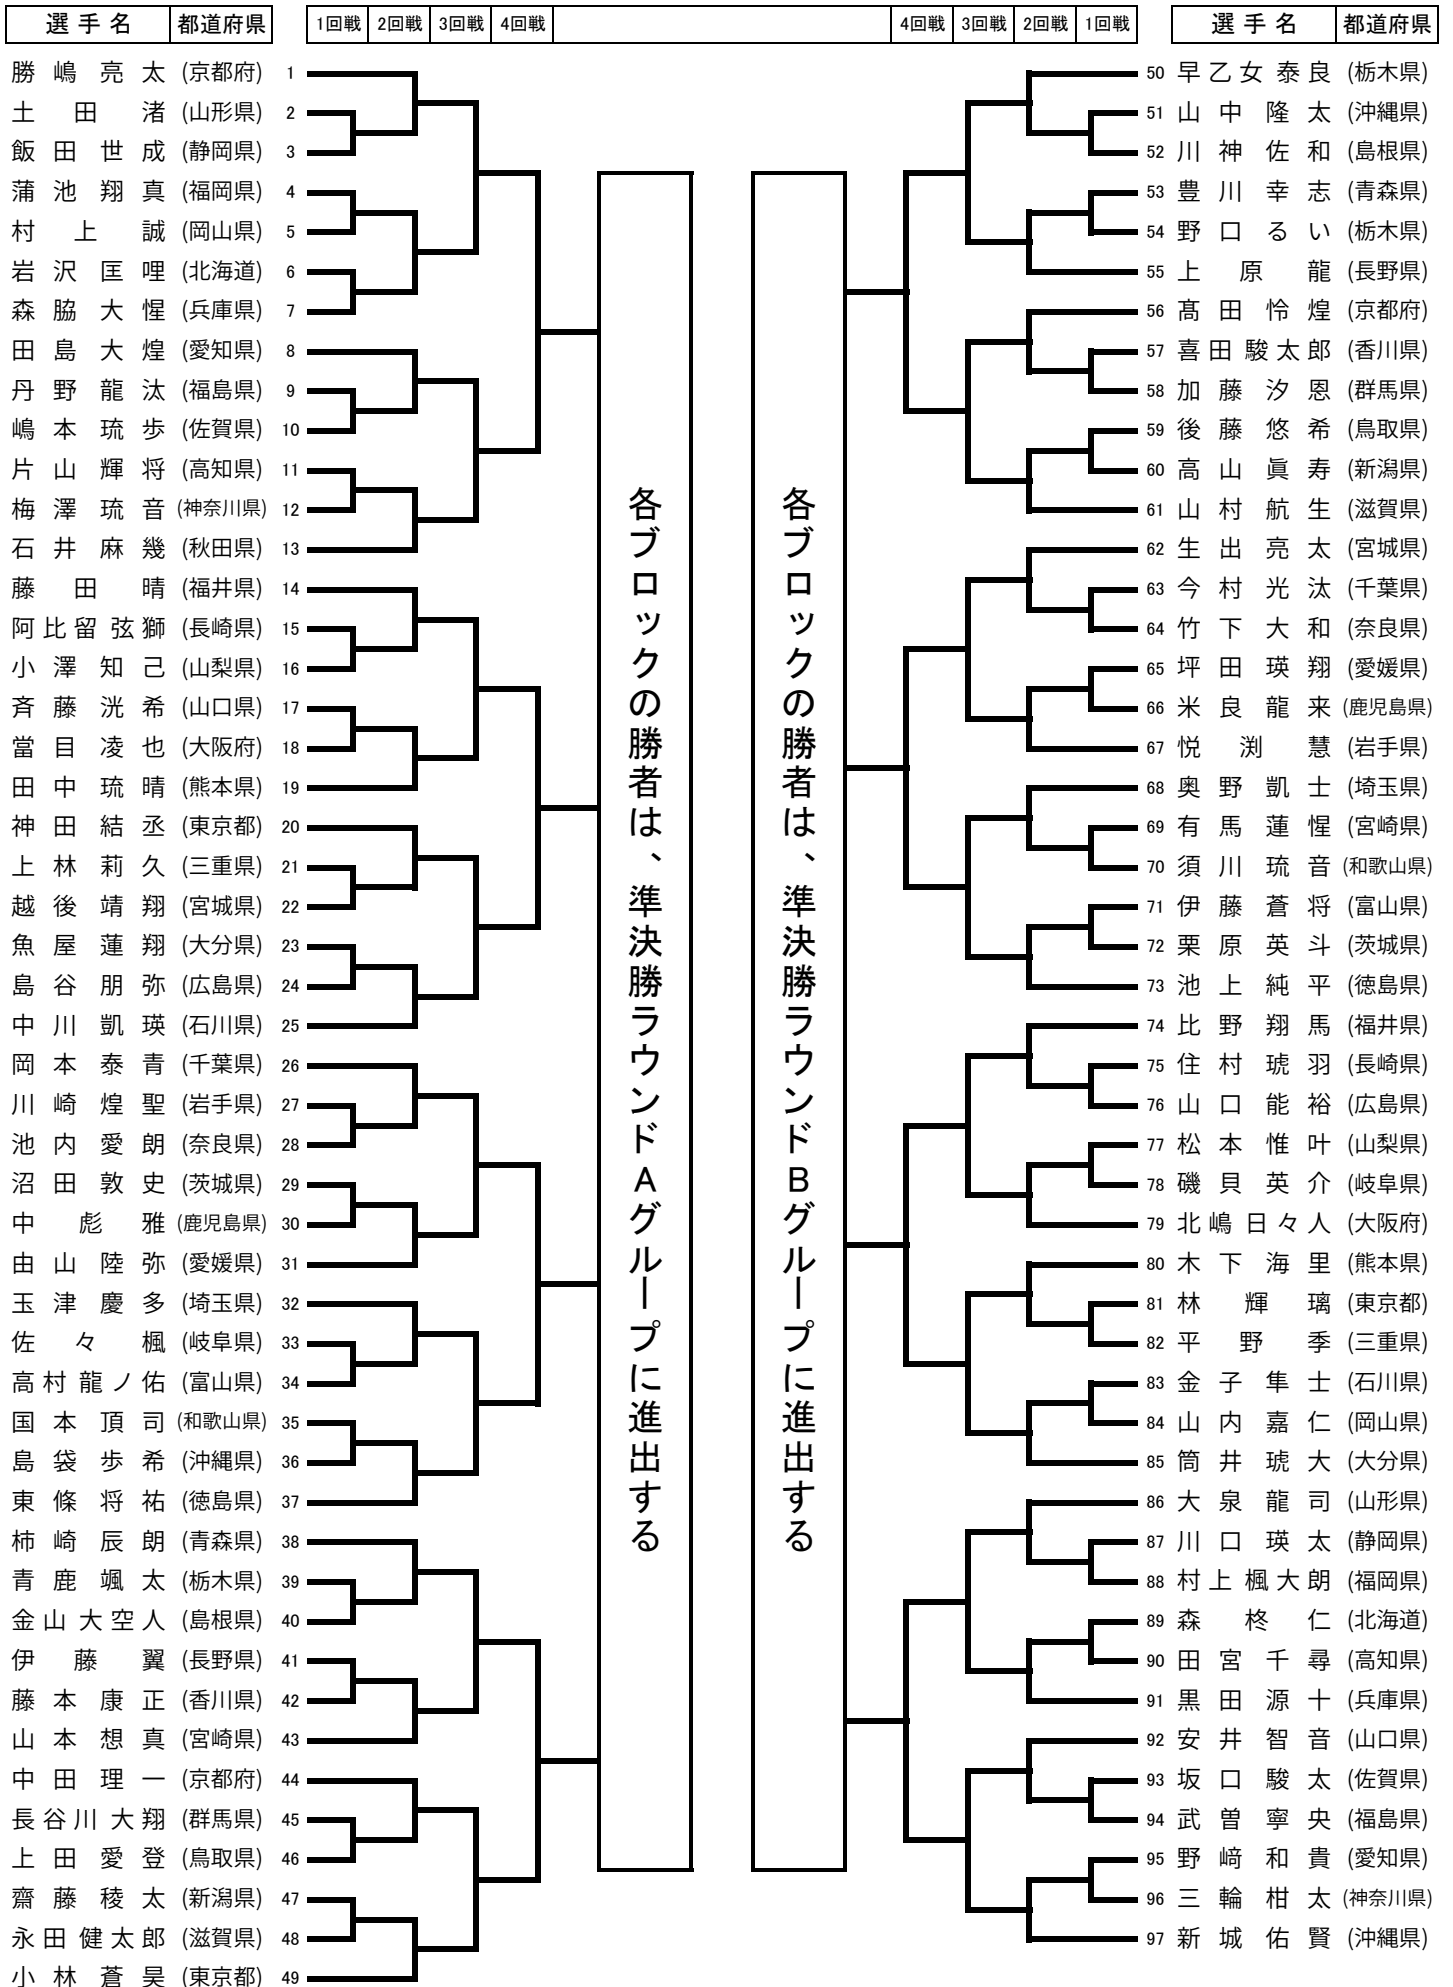 選手名 都道府県 1回戦 2回戦 3回戦 4回戦
勝嶋亮太 (京都府) 1
土田渚 (山形県) 2
飯田世成 (静岡県) 3
蒲池翔真 (福岡県) 4
村上誠 (岡山県) 5
岩沢匡哩 (北海道) 6
森脇大惺 (兵庫県) 7
田島大煌 (愛知県) 8
丹野龍汰 (福島県) 9
嶋本琉歩 (佐賀県) 10
片山輝将 (高知県) 11
梅澤琉音 (神奈川県) 12
石井麻幾 (秋田県) 13
藤田晴 (福井県) 14
阿比留弦獅 (長崎県) 15
小澤知己 (山梨県) 16
斉藤洸希 (山口県) 17
當目凌也 (大阪府) 18
田中琉晴 (熊本県) 19
神田結丞 (東京都) 20
上林莉久 (三重県) 21
越後靖翔 (宮城県) 22
魚屋蓮翔 (大分県) 23
島谷朋弥 (広島県) 24
中川凱瑛 (石川県) 25
岡本泰青 (千葉県) 26
川崎煌聖 (岩手県) 27
池内愛朗 (奈良県) 28
沼田敦史 (茨城県) 29
中彪雅 (鹿児島県) 30
由山陸弥 (愛媛県) 31
玉津慶多 (埼玉県) 32
佐々楓 (岐阜県) 33
高村龍ノ佑 (富山県) 34
国本頂司 (和歌山県) 35
島袋歩希 (沖縄県) 36
東條将祐 (徳島県) 37
柿崎辰朗 (青森県) 38
青鹿颯太 (栃木県) 39
金山大空人 (島根県) 40
伊藤翼 (長野県) 41
藤本康正 (香川県) 42
山本想真 (宮崎県) 43
中田理一 (京都府) 44
長谷川大翔 (群馬県) 45
上田愛登 (鳥取県) 46
齋藤稜太 (新潟県) 47
永田健太郎 (滋賀県) 48
小林蒼昊 (東京都) 49
各ブロックの勝者は、準決勝ラウンドAグループに進出する
各ブロックの勝者は、準決勝ラウンドBグループに進出する
4回戦 3回戦 2回戦 1回戦 選手名 都道府県
50 早乙女泰良 (栃木県)
51 山中隆太 (沖縄県)
52 川神佐和 (島根県)
53 豊川幸志 (青森県)
54 野口るい (栃木県)
55 上原龍 (長野県)
56 髙田怜煌 (京都府)
57 喜田駿太郎 (香川県)
58 加藤汐恩 (群馬県)
59 後藤悠希 (鳥取県)
60 高山眞寿 (新潟県)
61 山村航生 (滋賀県)
62 生出亮太 (宮城県)
63 今村光汰 (千葉県)
64 竹下大和 (奈良県)
65 坪田瑛翔 (愛媛県)
66 米良龍来 (鹿児島県)
67 悦渕慧 (岩手県)
68 奥野凱士 (埼玉県)
69 有馬蓮惺 (宮崎県)
70 須川琉音 (和歌山県)
71 伊藤蒼将 (富山県)
72 栗原英斗 (茨城県)
73 池上純平 (徳島県)
74 比野翔馬 (福井県)
75 住村琥羽 (長崎県)
76 山口能裕 (広島県)
77 松本惟叶 (山梨県)
78 磯貝英介 (岐阜県)
79 北嶋日々人 (大阪府)
80 木下海里 (熊本県)
81 林輝璃 (東京都)
82 平野季 (三重県)
83 金子隼士 (石川県)
84 山内嘉仁 (岡山県)
85 筒井琥大 (大分県)
86 大泉龍司 (山形県)
87 川口瑛太 (静岡県)
88 村上楓大朗 (福岡県)
89 森柊仁 (北海道)
90 田宮千尋 (高知県)
91 黒田源十 (兵庫県)
92 安井智音 (山口県)
93 坂口駿太 (佐賀県)
94 武曽寧央 (福島県)
95 野﨑和貴 (愛知県)
96 三輪柑太 (神奈川県)
97 新城佑賢 (沖縄県)